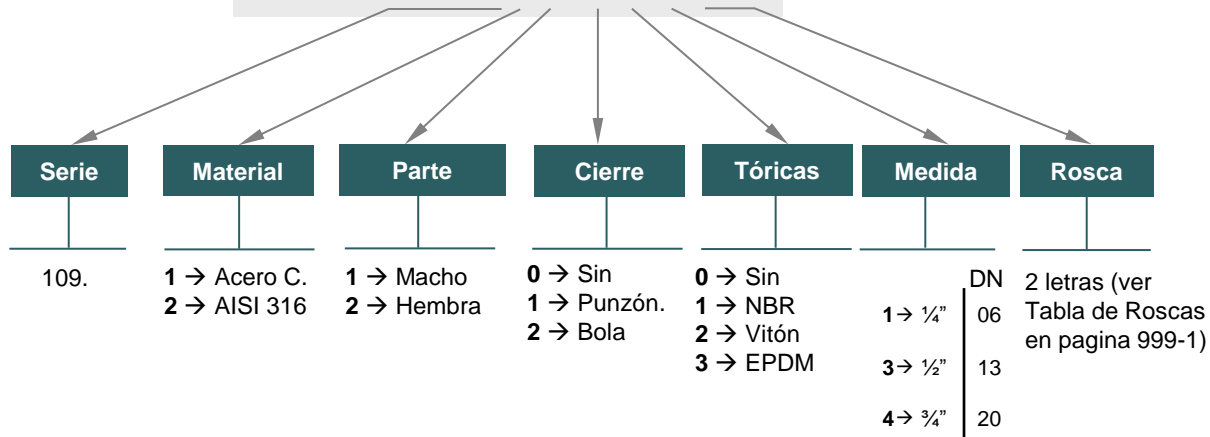 Serie
Material
Parte
Cierre
Tóricas
Medida
Rosca
109.
1 → Acero C.
2 → AISI 316
1 → Macho
2 → Hembra
0 → Sin
1 → Punzón.
2 → Bola
0 → Sin
1 → NBR
2 → Vitón
3 → EPDM
DN
1→ ¼” 06
3→ ½” 13
4→ ¾” 20
2 letras (ver
Tabla de Roscas
en pagina 999-1)